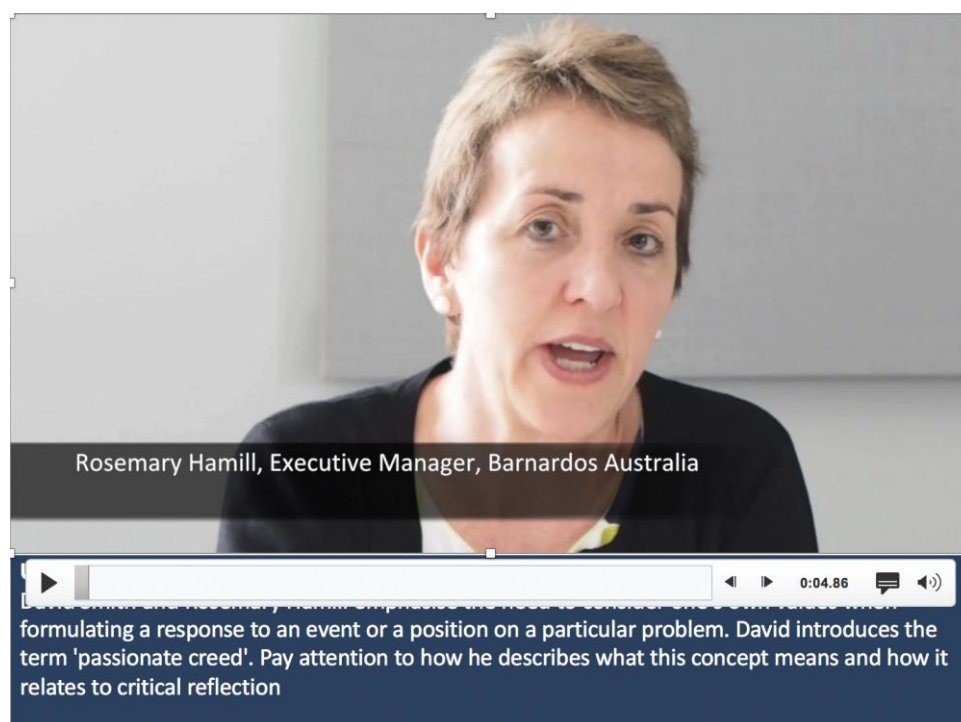 Rosemary Hamill, Executive Manager, Barnardos Australia
0:04.86
formulating a response to an event or a position on a particular problem. David introduces the
term 'passionate creed'. Pay attention to how he describes what this concept means and how it
relates to critical reflection